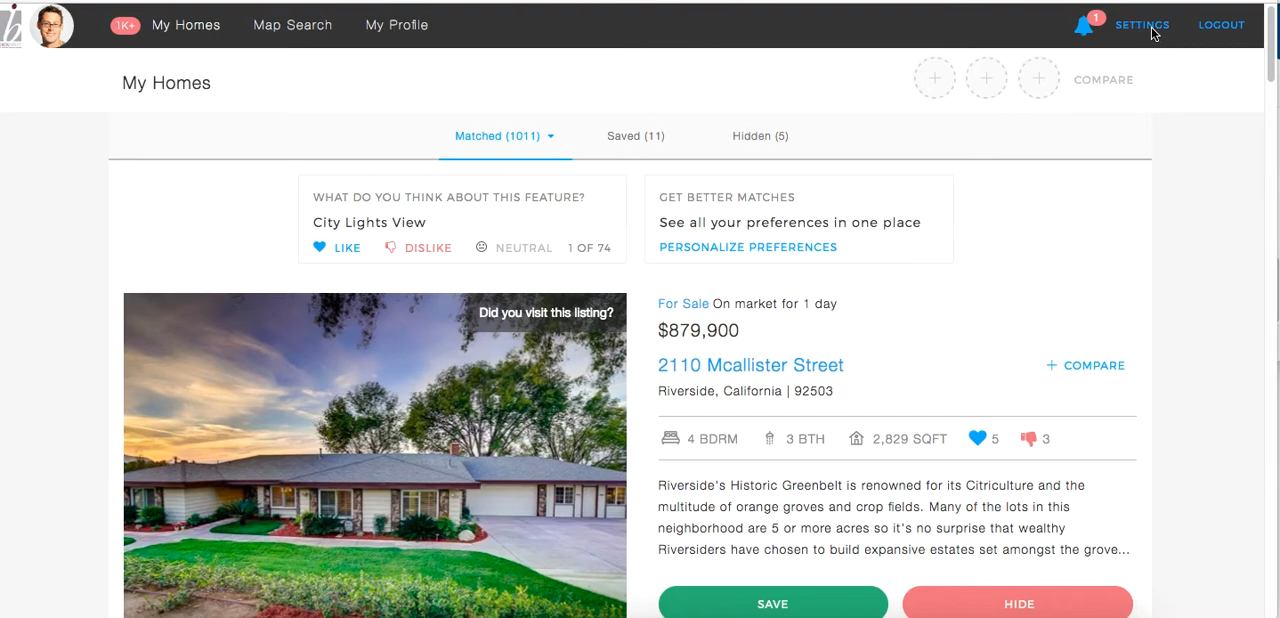 b
1K+ My Homes Map Search My Profile 1 SETTINGS LOGOUT
My Homes + + + COMPARE
Matched (1011) Saved (11) Hidden (5)
WHAT DO YOU THINK ABOUT THIS FEATURE?
City Lights View
LIKE DISLIKE NEUTRAL 1 OF 74
GET BETTER MATCHES
See all your preferences in one place
PERSONALIZE PREFERENCES
Did you visit this listing?
For Sale On market for 1 day
$879,900
2110 Mcallister Street + COMPARE
Riverside, California | 92503
4 BDRM 3 BTH 2,829 SQFT 5 3
Riverside's Historic Greenbelt is renowned for its Citriculture and the
multitude of orange groves and crop fields. Many of the lots in this
neighborhood are 5 or more acres so it's no surprise that wealthy
Riversiders have chosen to build expansive estates set amongst the grove...
SAVE HIDE